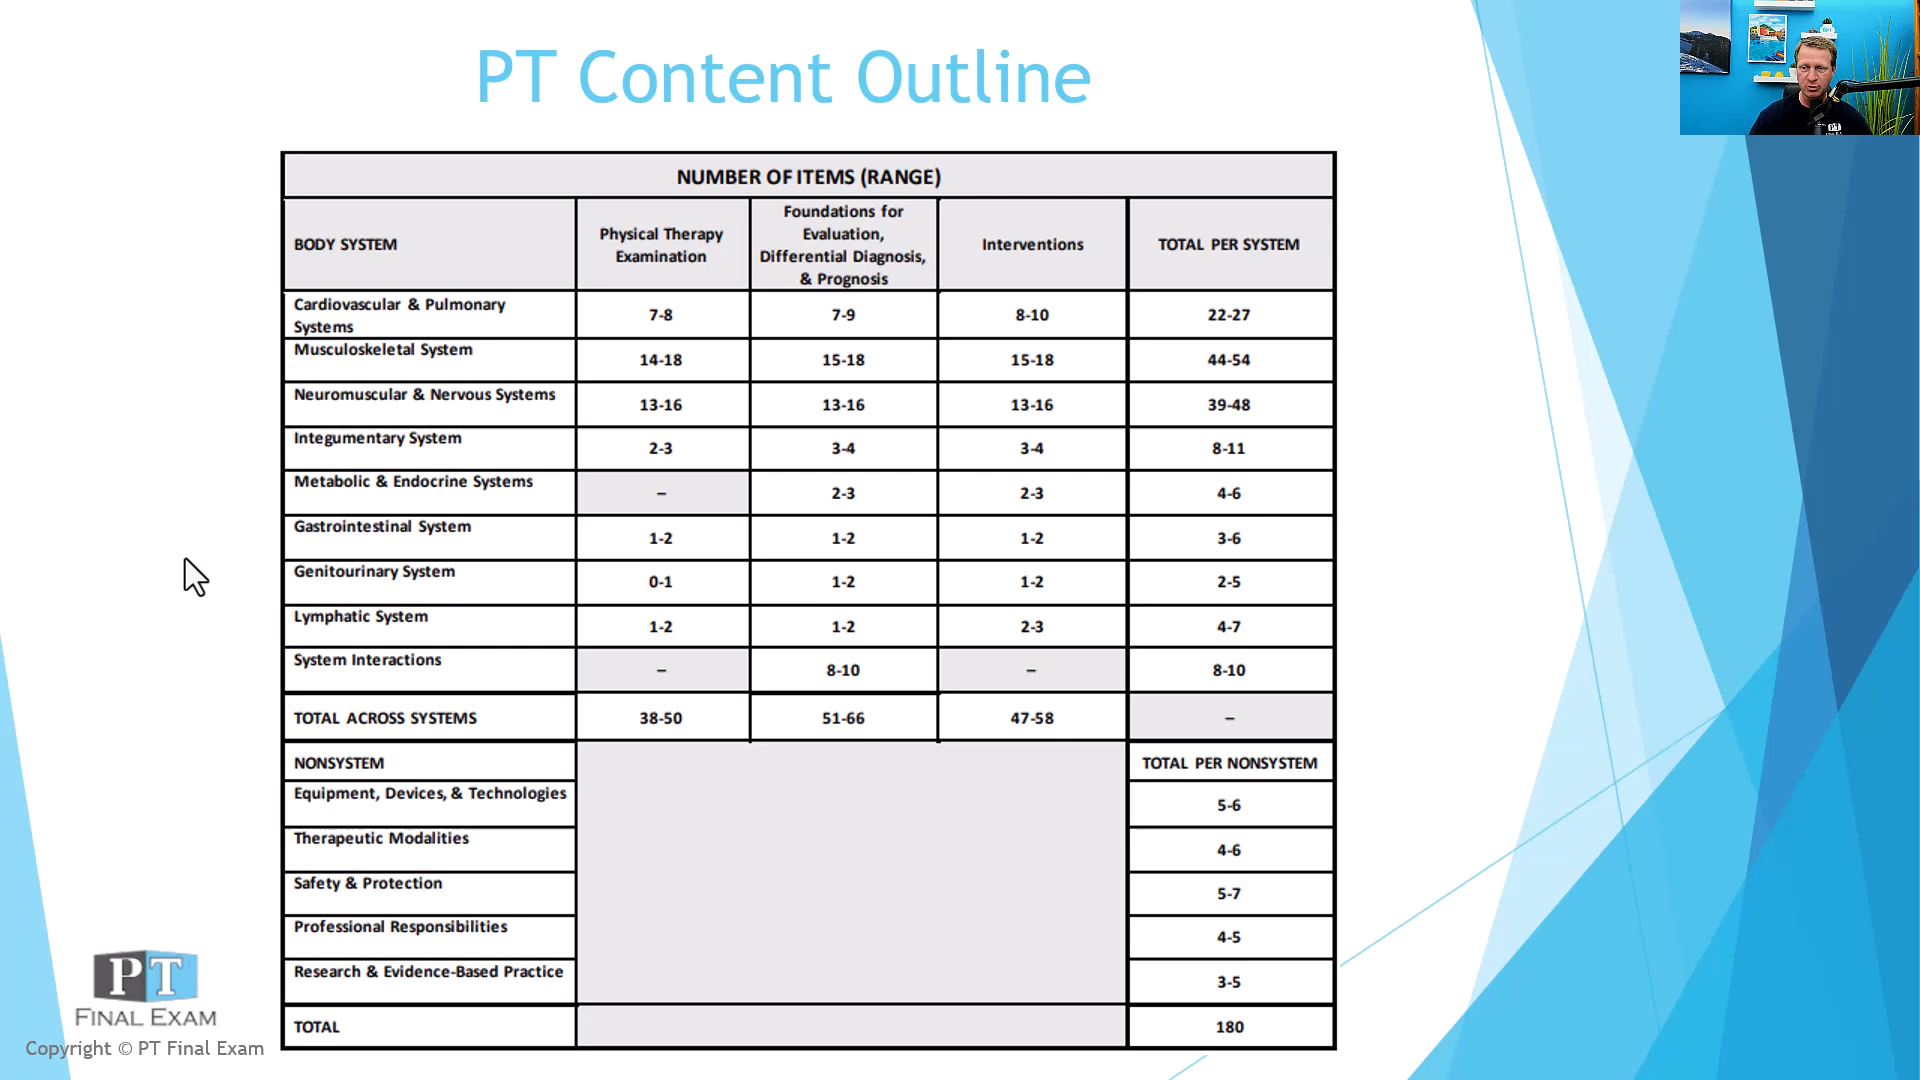 PT Content Outline
NUMBER OF ITEMS (RANGE)
BODY SYSTEM
Physical Therapy
Examination
Foundations for
Evaluation,
Differential Diagnosis,
& Prognosis
Interventions
TOTAL PER SYSTEM
Cardiovascular & Pulmonary
Systems
7-8
7-9
8-10
22-27
Musculoskeletal System
14-18
15-18
15-18
44-54
Neuromuscular & Nervous Systems
13-16
13-16
13-16
39-48
Integumentary System
2-3
3-4
3-4
8-11
Metabolic & Endocrine Systems
–
2-3
2-3
4-6
Gastrointestinal System
1-2
1-2
1-2
3-6
Genitourinary System
0-1
1-2
1-2
2-5
Lymphatic System
1-2
1-2
2-3
4-7
System Interactions
–
8-10
–
8-10
TOTAL ACROSS SYSTEMS
38-50
51-66
47-58
–
NONSYSTEM
TOTAL PER NONSYSTEM
Equipment, Devices, & Technologies
5-6
Therapeutic Modalities
4-6
Safety & Protection
5-7
Professional Responsibilities
4-5
Research & Evidence-Based Practice
3-5
TOTAL
180
PT
FINAL EXAM
Copyright © PT Final Exam
PT